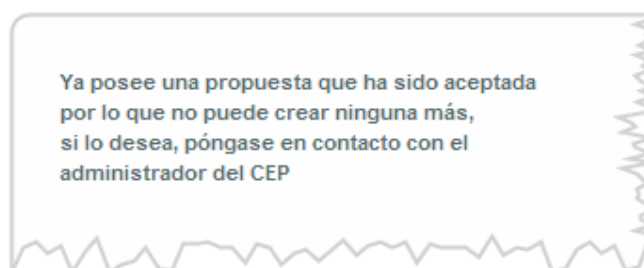 Ya posee una propuesta que ha sido aceptada
por lo que no puede crear ninguna más,
si lo desea, póngase en contacto con el
administrador del CEP